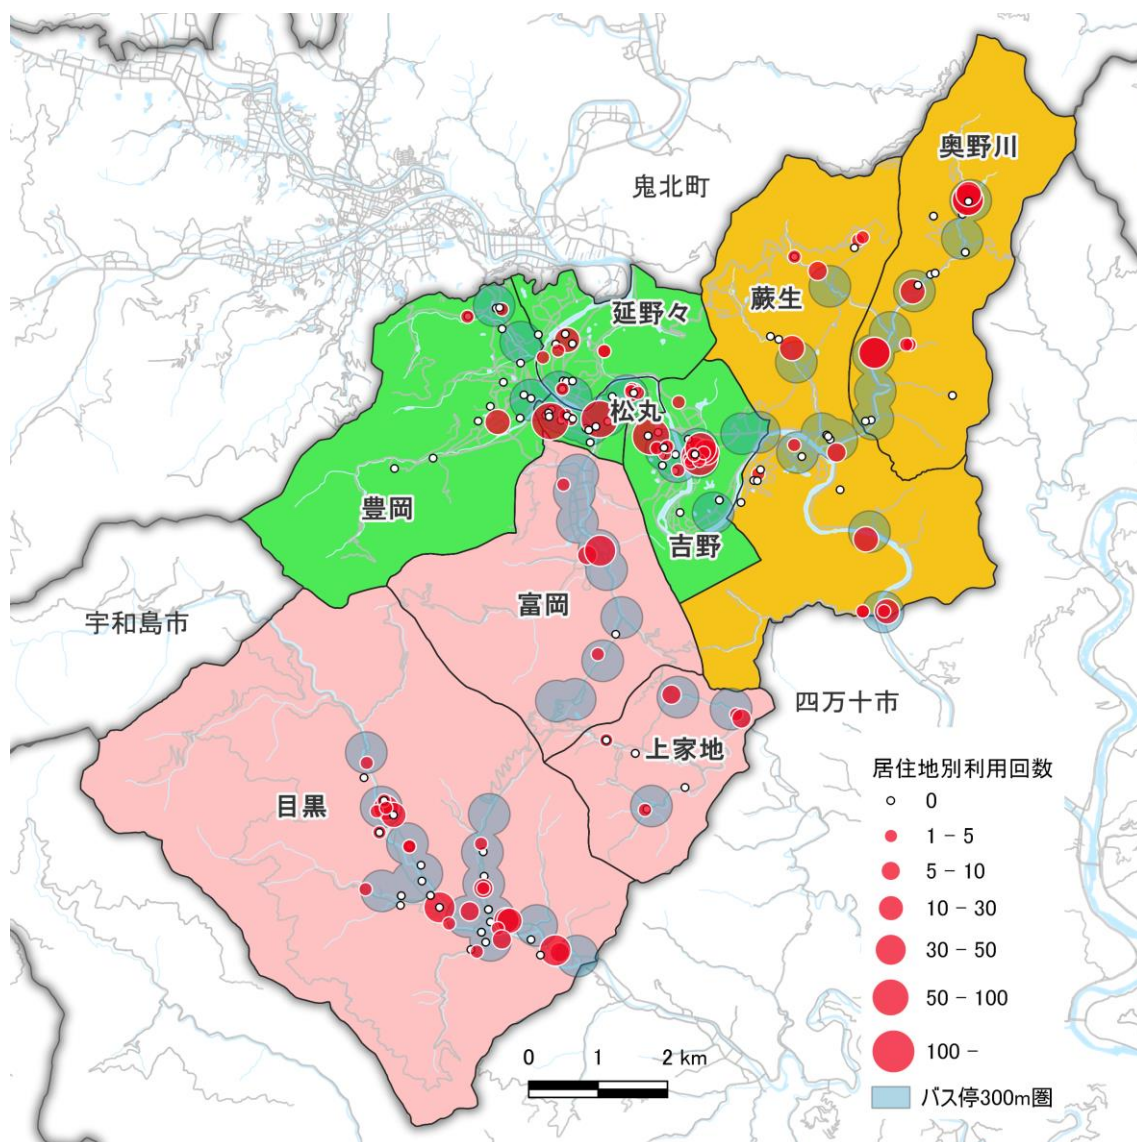 奥野川
鬼北町
延野々
蕨生
松丸
豊岡
吉野
富岡
宇和島市
四万十市
上家地
目黒
居住地別利用回数
0
1 − 5
5 − 10
10 − 30
30 − 50
50 − 100
100 −
バス停300m圏
0 1 2 km